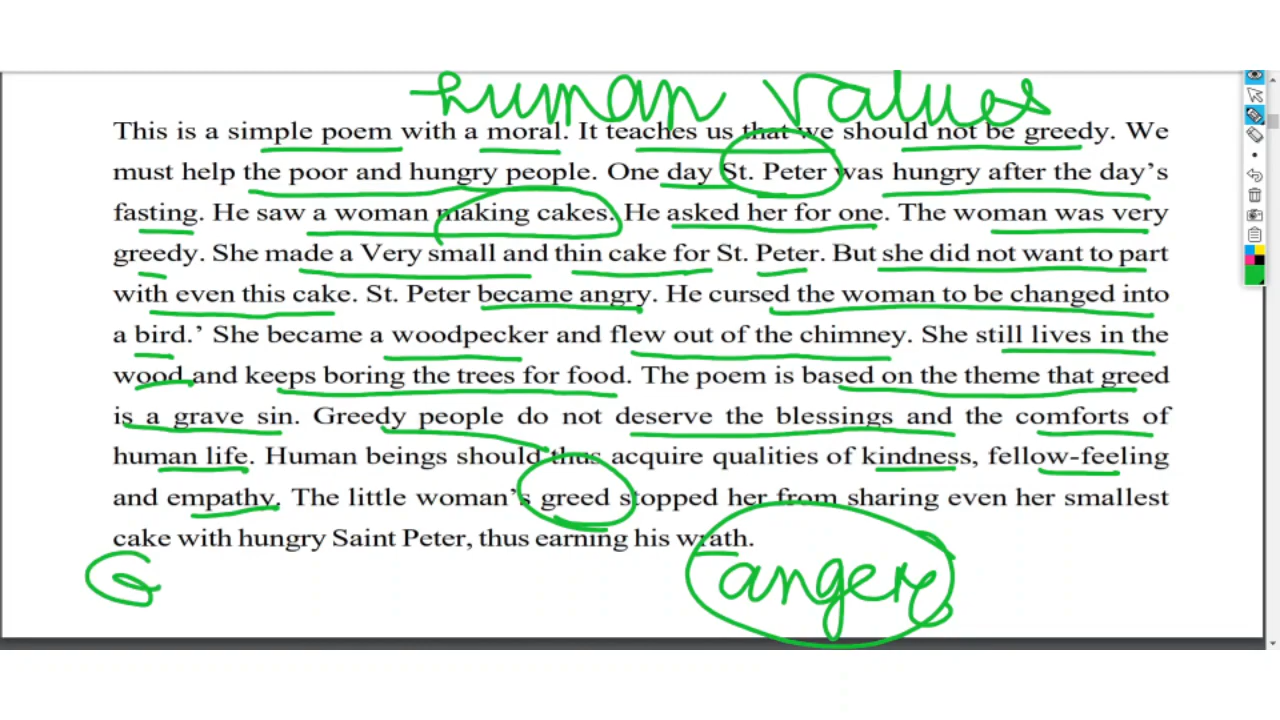 human values
This is a simple poem with a moral. It teaches us that we should not be greedy. We
must help the poor and hungry people. One day St. Peter was hungry after the day's
fasting. He saw a woman making cakes. He asked her for one. The woman was very
greedy. She made a Very small and thin cake for St. Peter. But she did not want to part
with even this cake. St. Peter became angry. He cursed the woman to be changed into
a bird.' She became a woodpecker and flew out of the chimney. She still lives in the
wood and keeps boring the trees for food. The poem is based on the theme that greed
is a grave sin. Greedy people do not deserve the blessings and the comforts of
human life. Human beings should thus acquire qualities of kindness, fellow-feeling
and empathy. The little woman's greed stopped her from sharing even her smallest
cake with hungry Saint Peter, thus earning his wrath.
anger